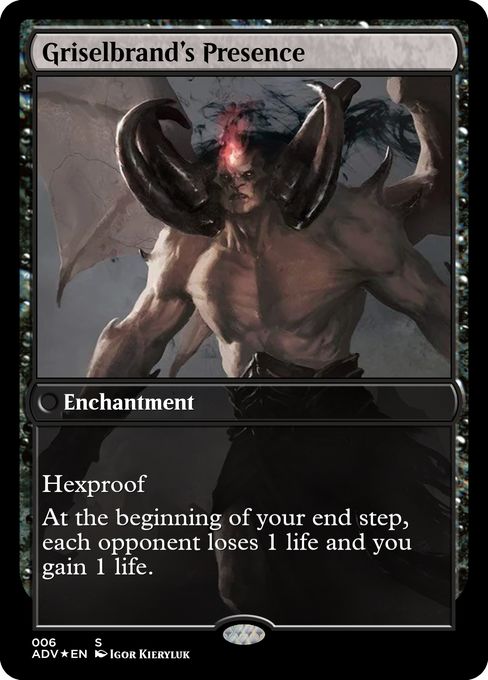 Griselbrand's Presence
Enchantment
Hexproof
At the beginning of your end step,
each opponent loses 1 life and you
gain 1 life.
006 S
ADV★EN Igor Kieryluk